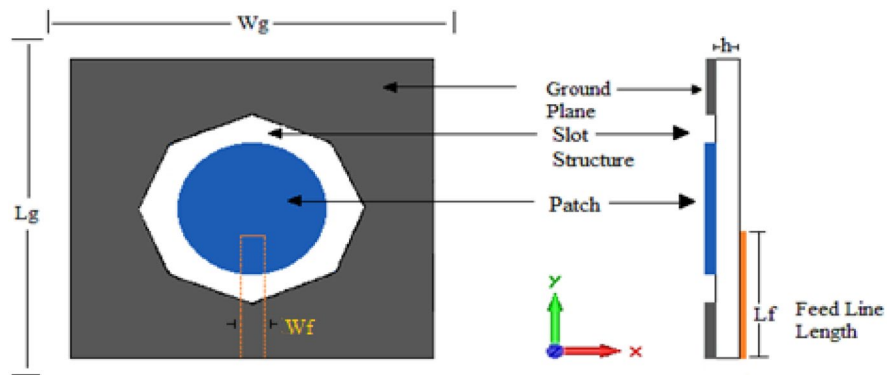 Wg
h
Ground
Plane
Slot
Structure
Lg
Patch
Wf
Y
X
Lf
Feed Line
Length